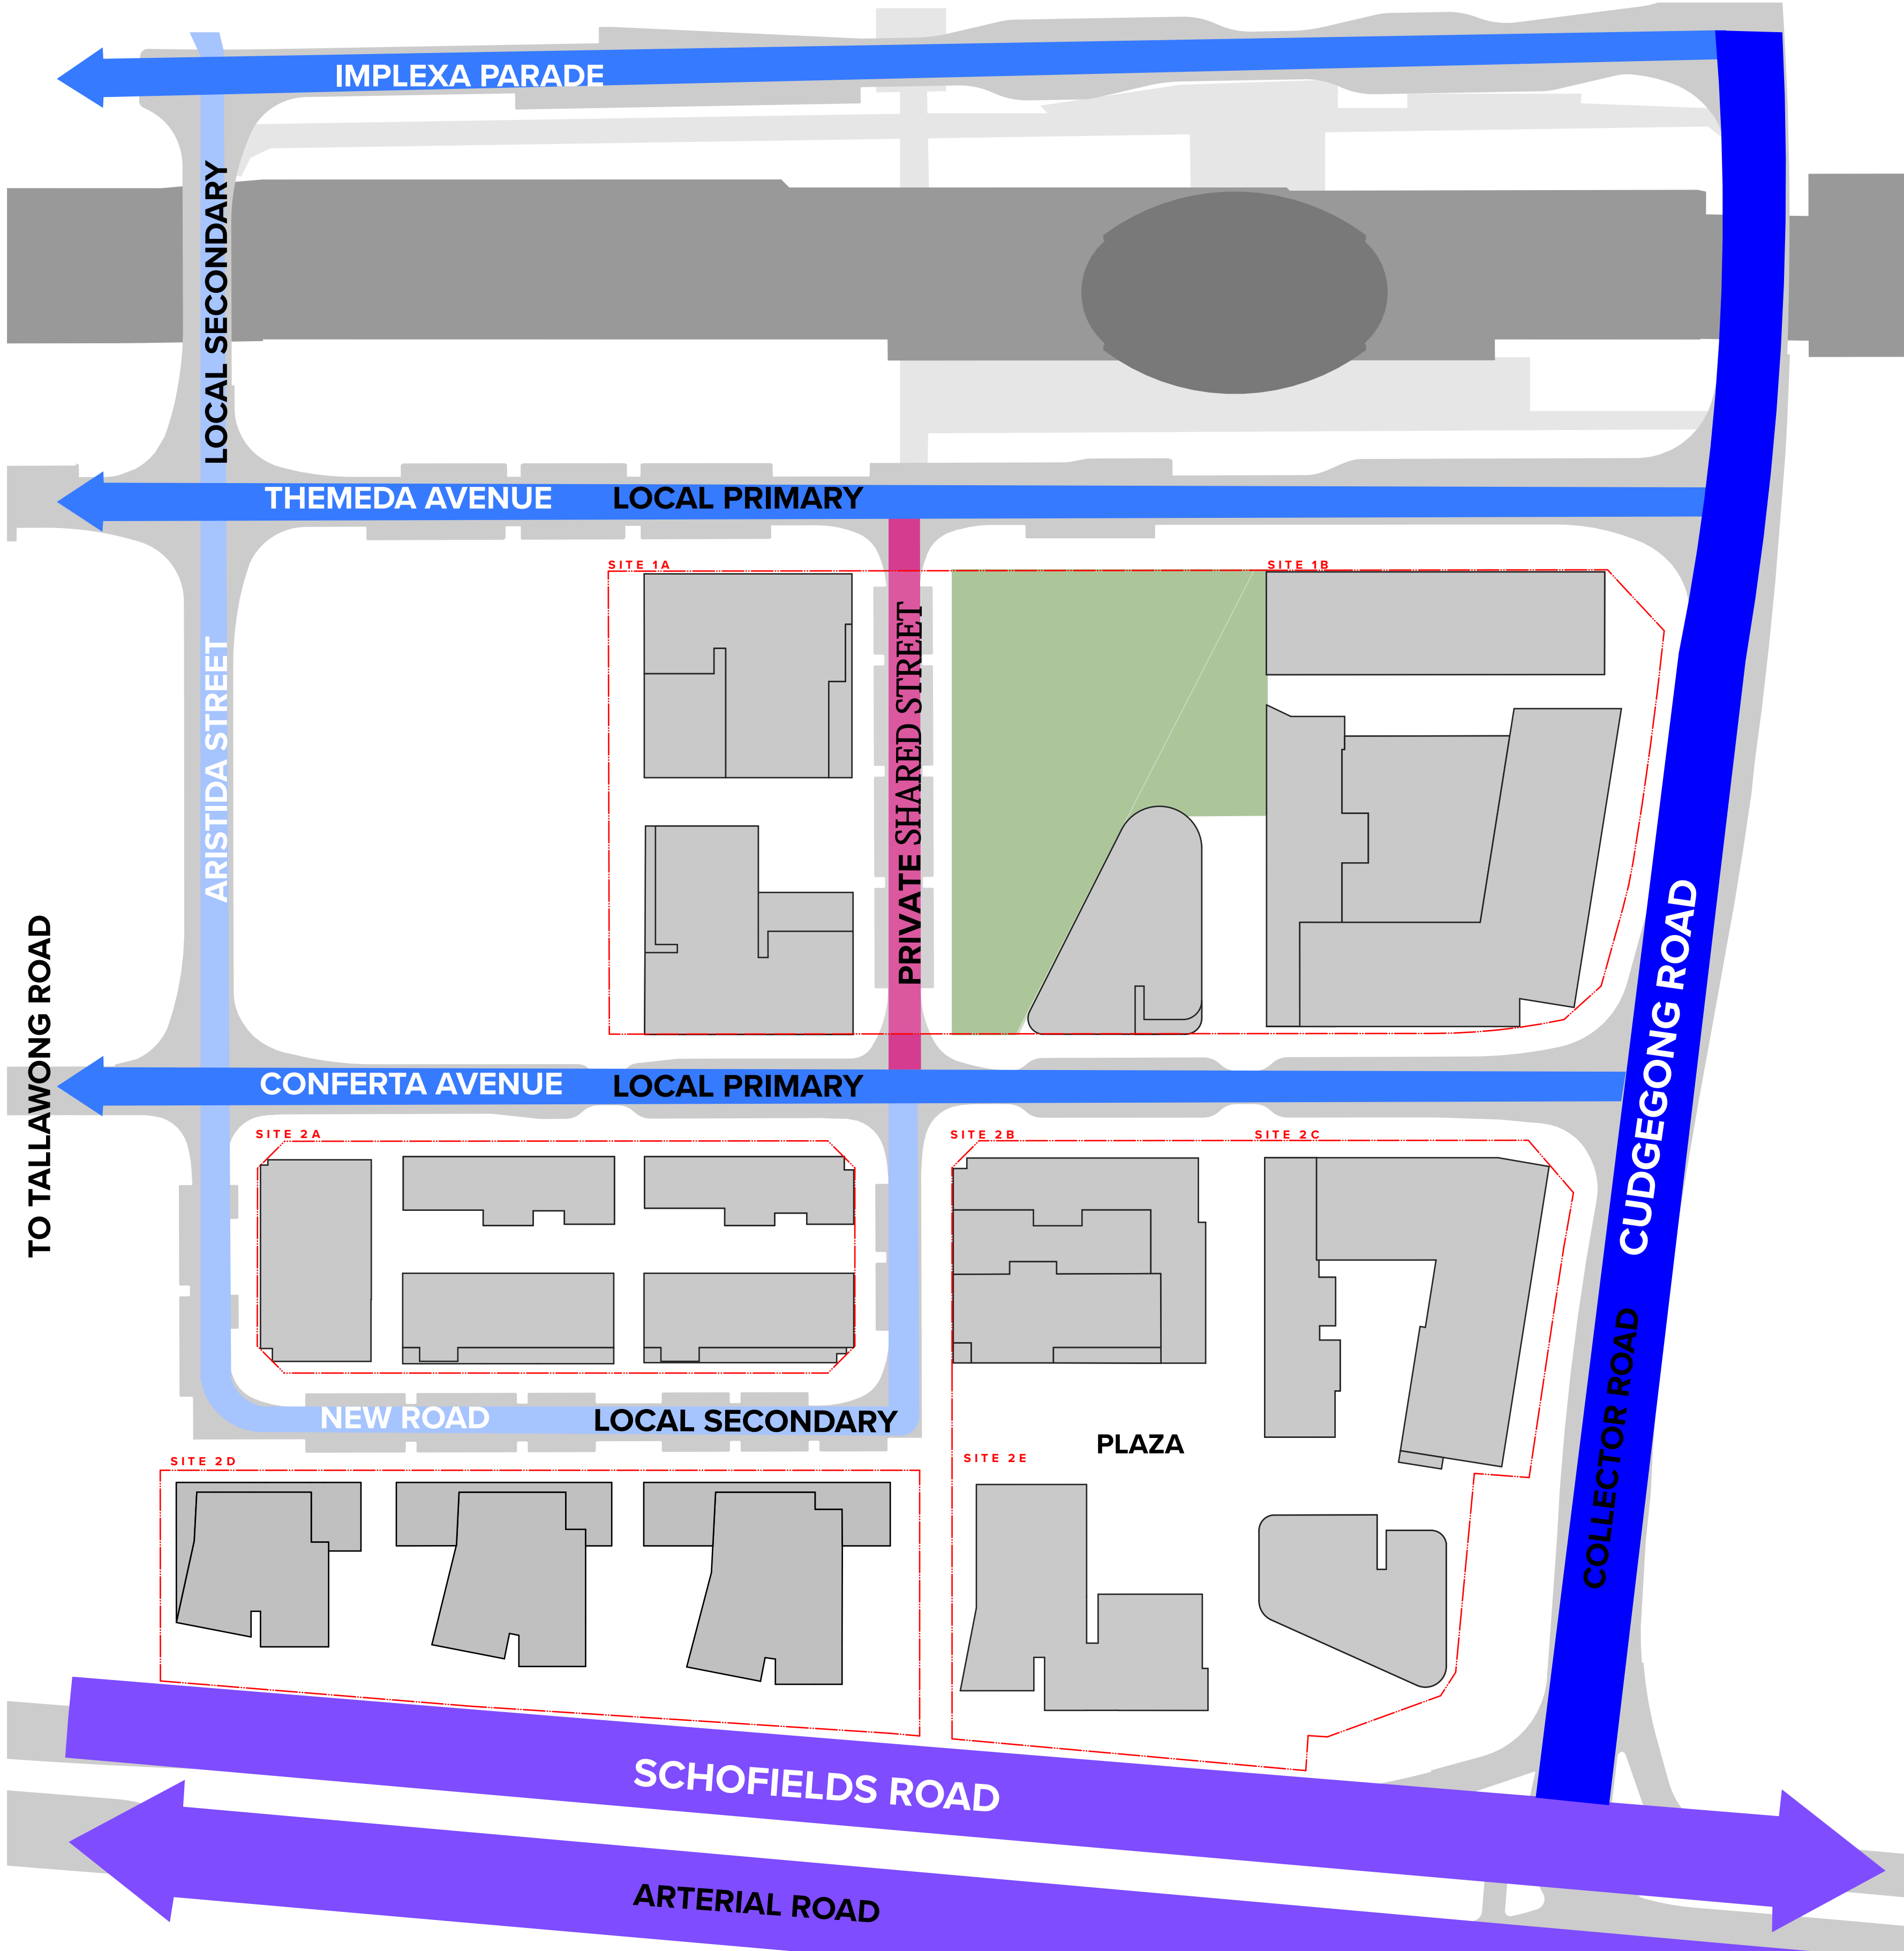 IMPLEXA PARADE
LOCAL SECONDARY
THEMEDA AVENUE
LOCAL PRIMARY
SITE 1A
SITE 1B
ARISTIDA STREET
PRIVATE SHARED STREET
TO TALLAWONG ROAD
CUDGEGONG ROAD
CONFERTA AVENUE
LOCAL PRIMARY
SITE 2A
SITE 2B
SITE 2C
COLLECTOR ROAD
NEW ROAD
LOCAL SECONDARY
PLAZA
SITE 2D
SITE 2E
SCHOFIELDS ROAD
ARTERIAL ROAD